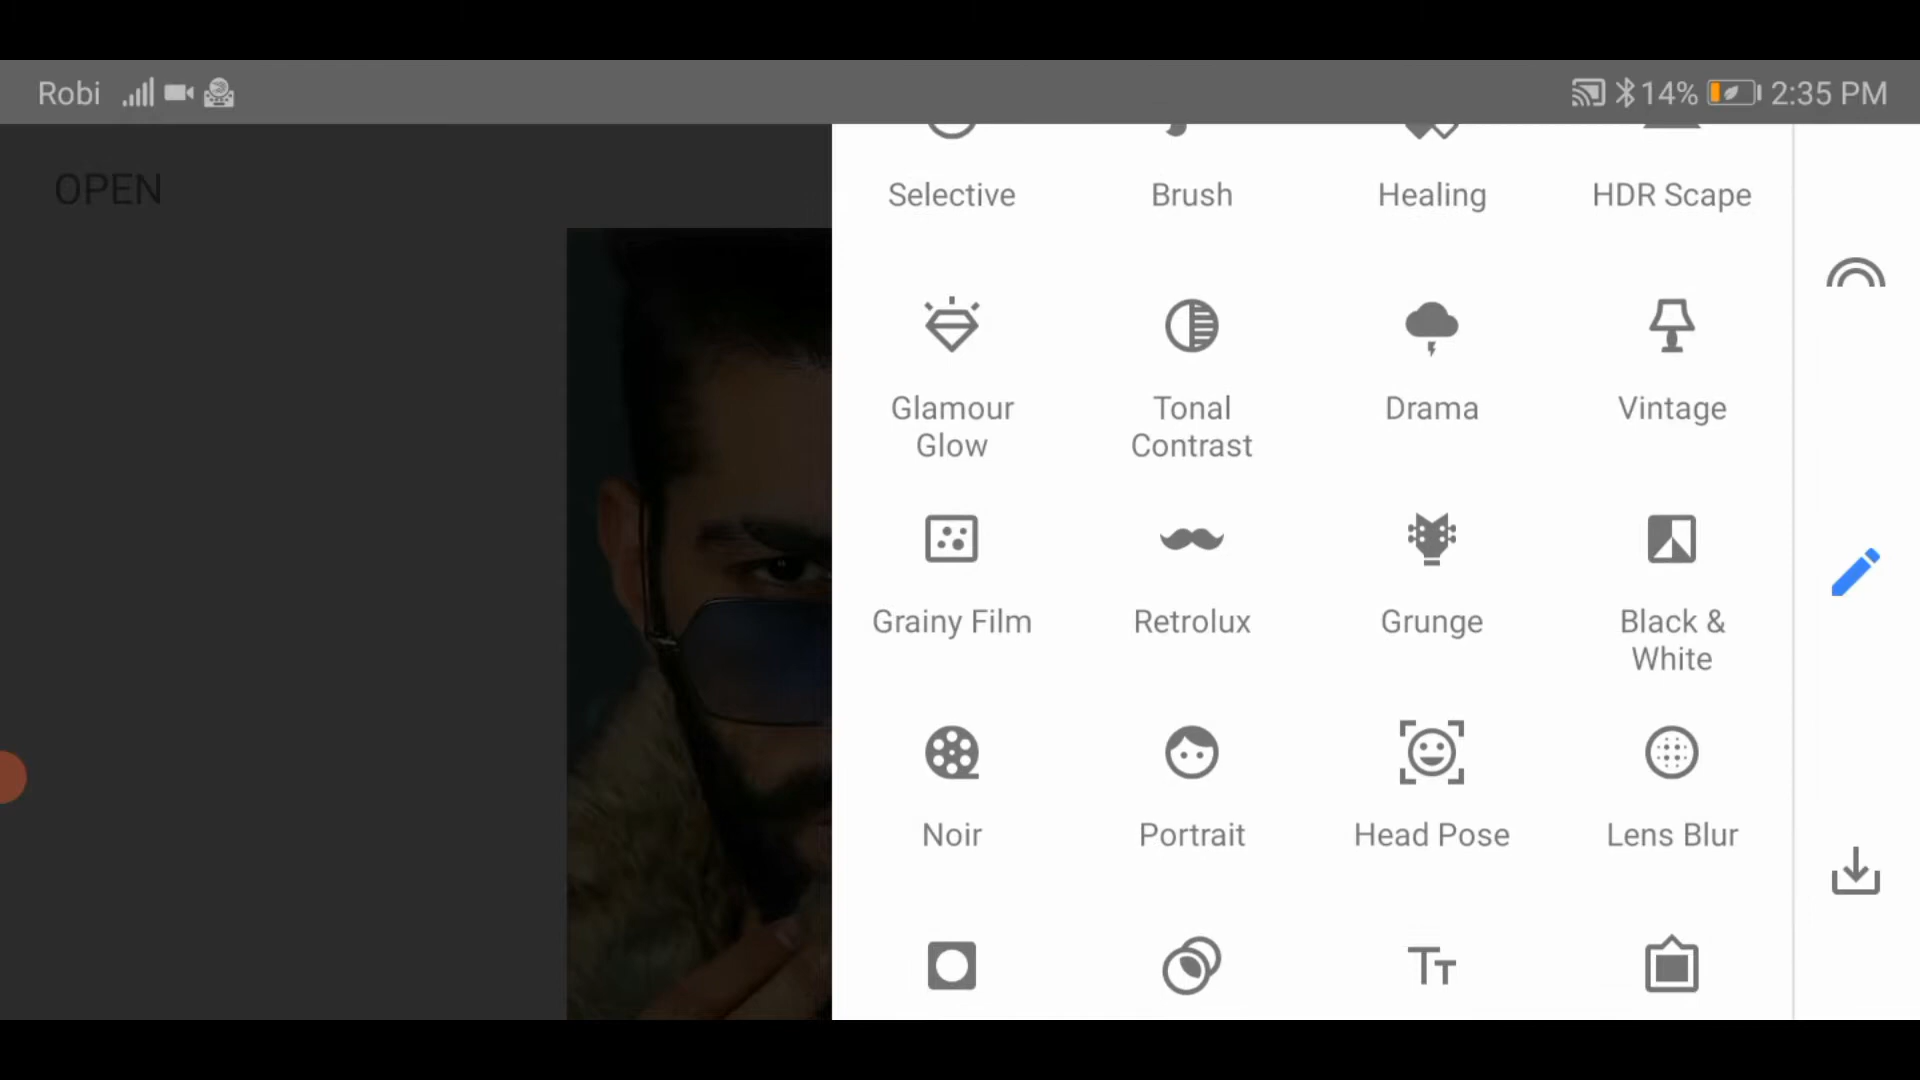 Robi 14% 2:35 PM
OPEN
Selective Brush Healing HDR Scape
Glamour Glow
Tonal Contrast
Drama Vintage
Grainy Film Retrolux Grunge
Black & White
Noir Portrait Head Pose Lens Blur
Tт